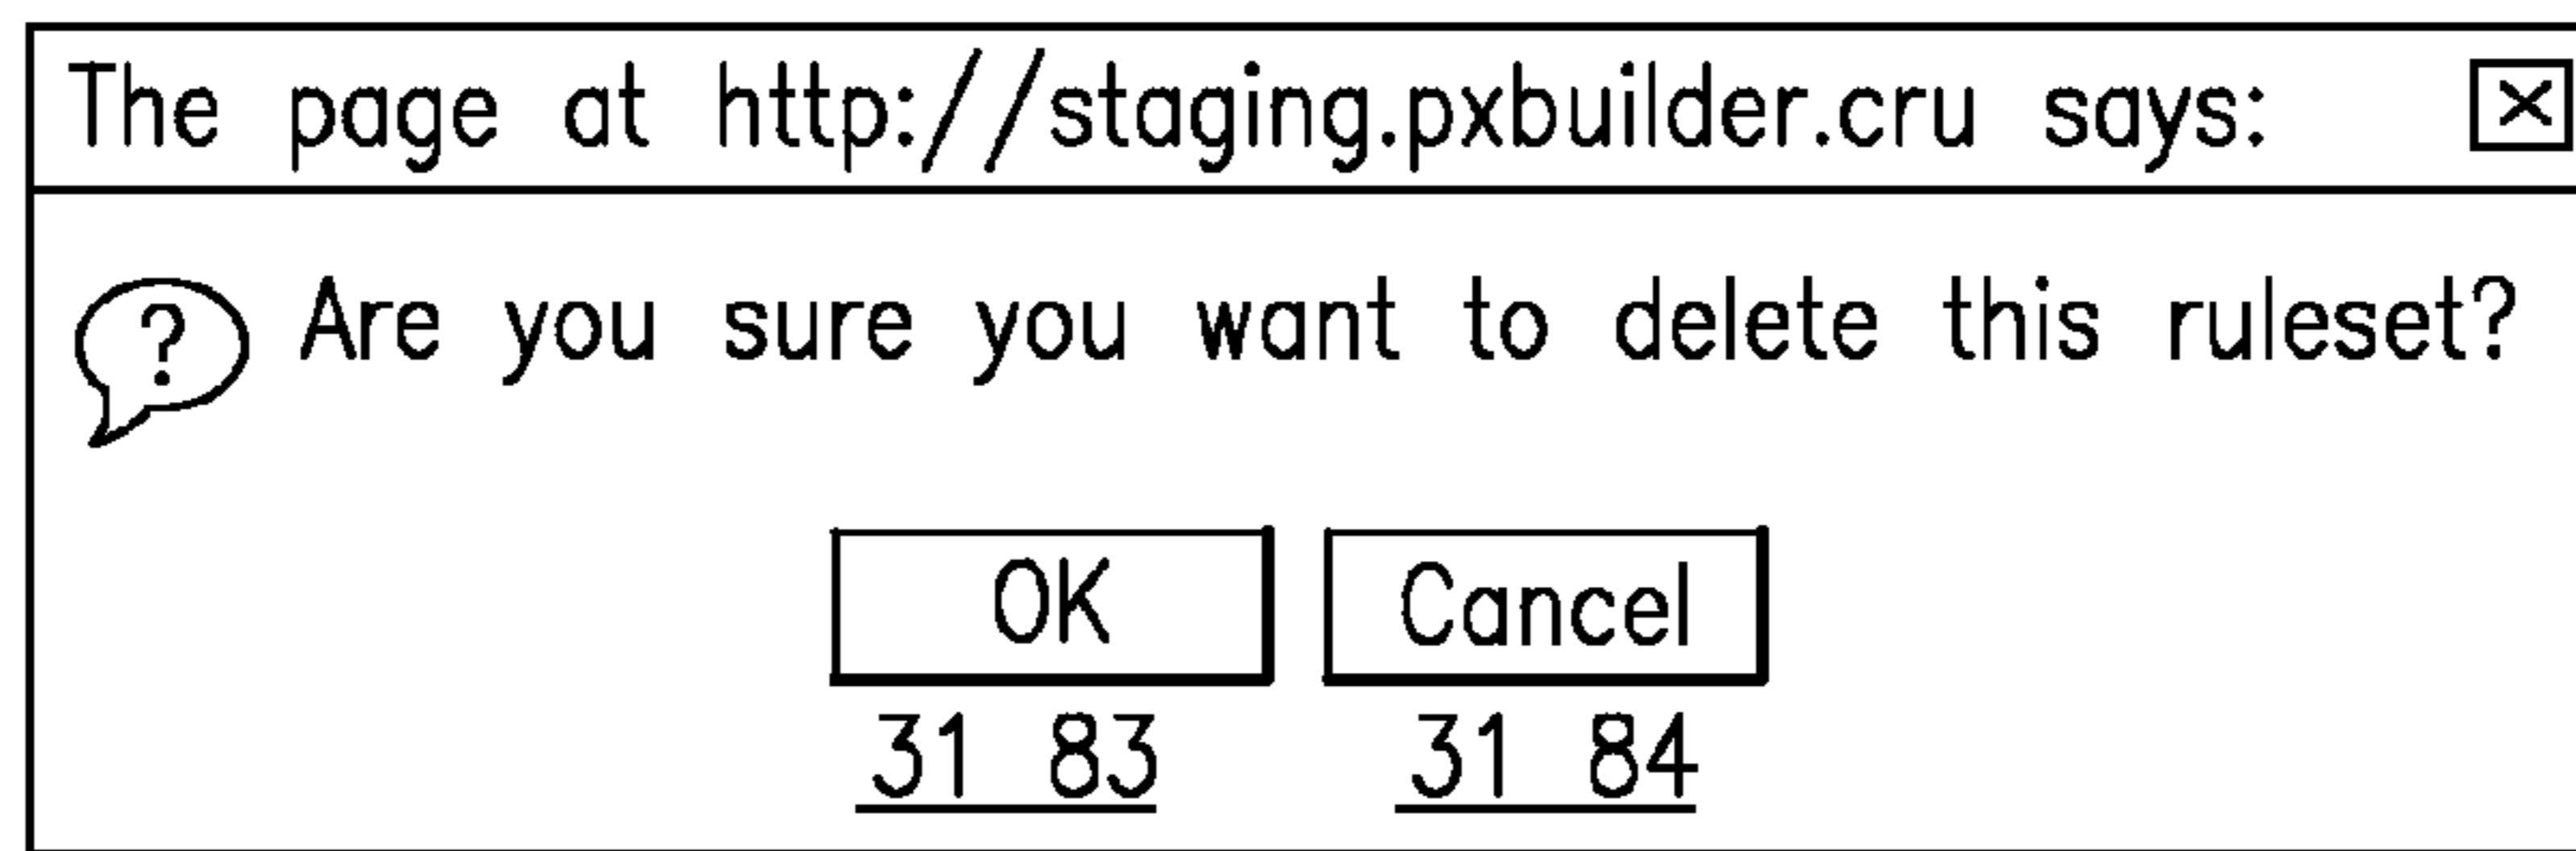 The page at http://staging.pxbuilder.cru says:
? Are you sure you want to delete this ruleset?
OK Cancel
31 83 31 84